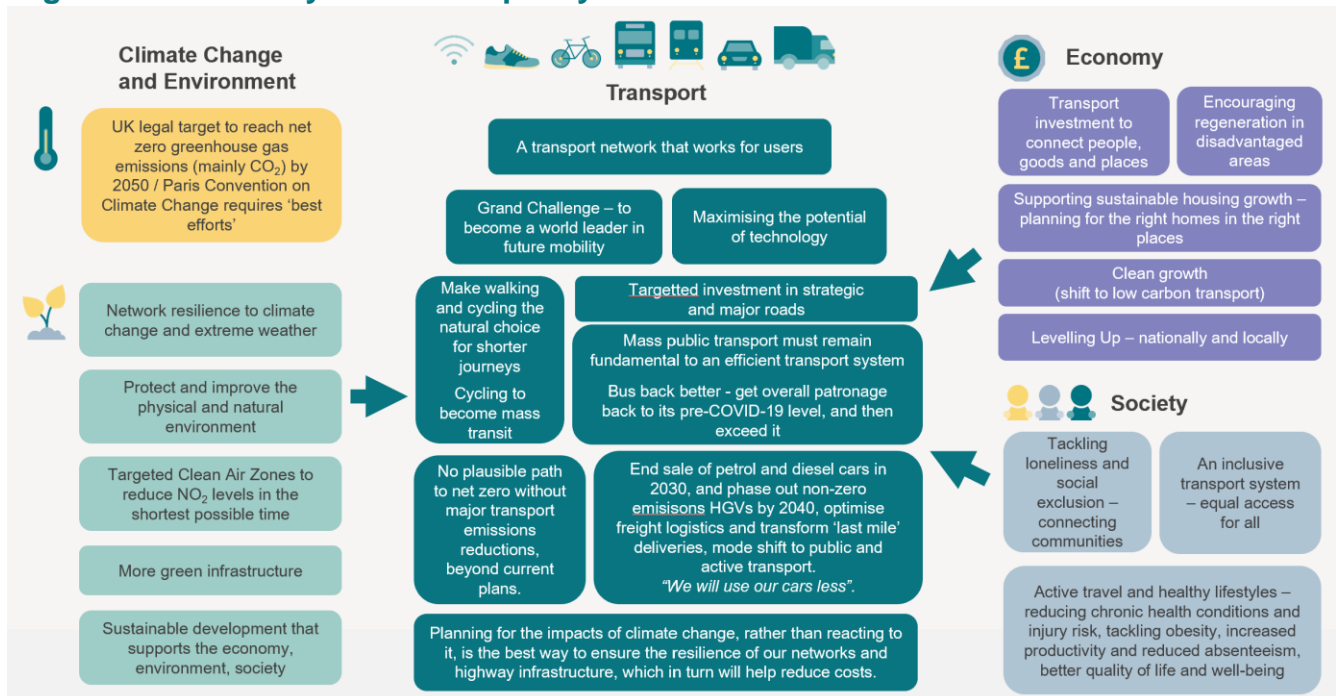 Climate Change
and Environment
UK legal target to reach net
zero greenhouse gas
emissions (mainly CO₂) by
2050 / Paris Convention on
Climate Change requires ‘best
efforts’
Network resilience to climate
change and extreme weather
Protect and improve the
physical and natural
environment
Targeted Clean Air Zones to
reduce NO₂ levels in the
shortest possible time
More green infrastructure
Sustainable development that
supports the economy,
environment, society
Transport
A transport network that works for users
Grand Challenge – to
become a world leader in
future mobility
Maximising the potential
of technology
Make walking
and cycling the
natural choice
for shorter
journeys
Cycling to
become mass
transit
Targetted investment in strategic
and major roads
Mass public transport must remain
fundamental to an efficient transport system
Bus back better - get overall patronage
back to its pre-COVID-19 level, and then
exceed it
No plausible path
to net zero without
major transport
emissions
reductions,
beyond current
plans.
End sale of petrol and diesel cars in
2030, and phase out non-zero
emisisons HGVs by 2040, optimise
freight logistics and transform ‘last mile’
deliveries, mode shift to public and
active transport.
“We will use our cars less”.
Planning for the impacts of climate change, rather than reacting to
it, is the best way to ensure the resilience of our networks and
highway infrastructure, which in turn will help reduce costs.
£
Economy
Transport
investment to
connect people,
goods and places
Encouraging
regeneration in
disadvantaged
areas
Supporting sustainable housing growth –
planning for the right homes in the right
places
Clean growth
(shift to low carbon transport)
Levelling Up – nationally and locally
Society
Tackling
loneliness and
social
exclusion –
connecting
communities
An inclusive
transport system
– equal access
for all
Active travel and healthy lifestyles –
reducing chronic health conditions and
injury risk, tackling obesity, increased
productivity and reduced absenteeism,
better quality of life and well-being